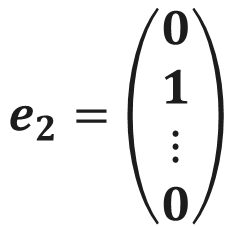 e₂ = (0
1
⋮
0)